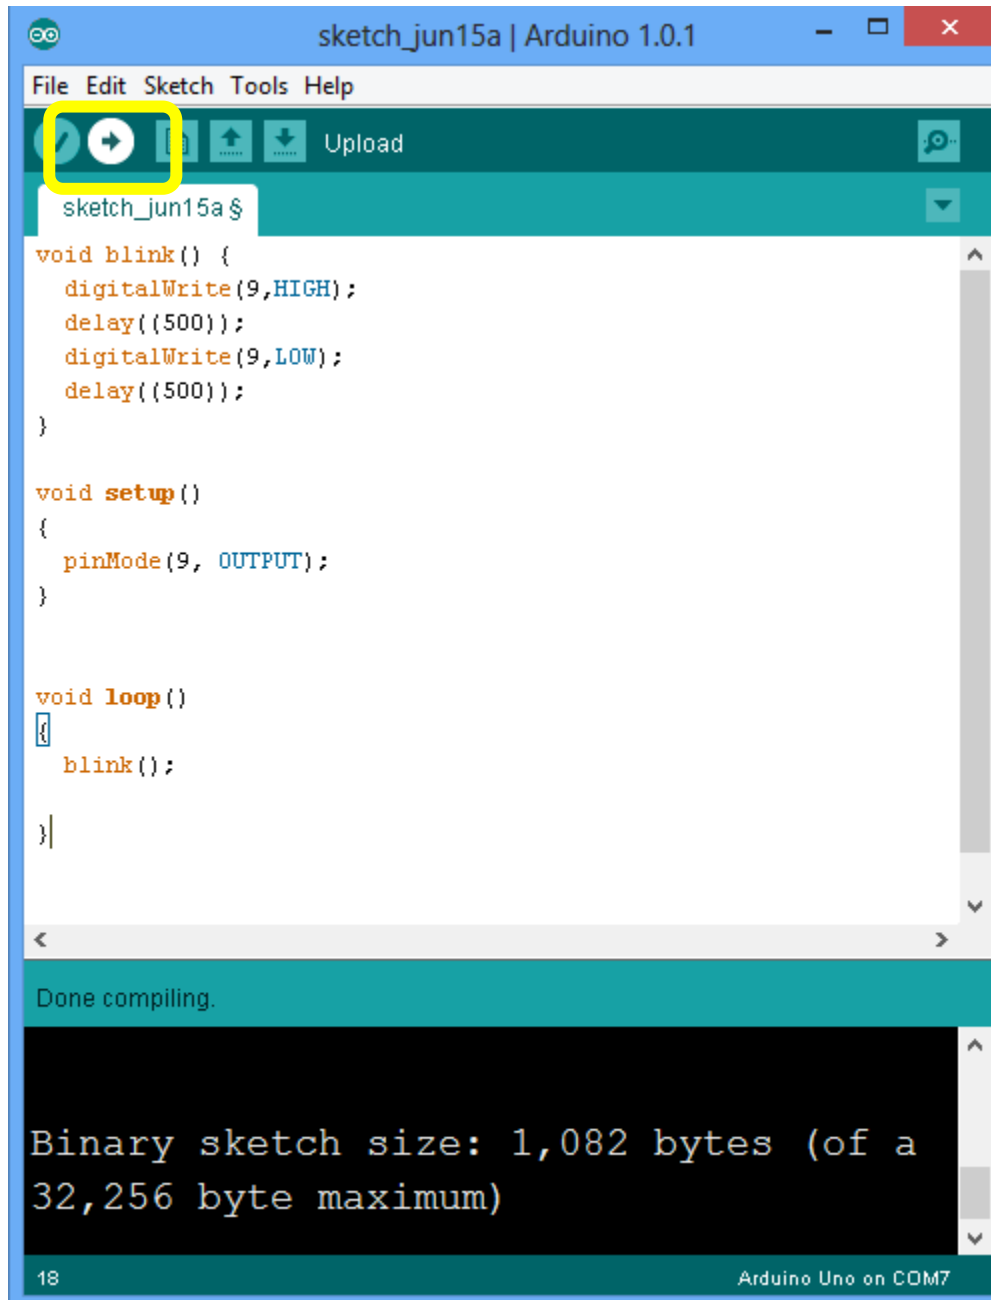 sketch_jun15a | Arduino 1.0.1
File Edit Sketch Tools Help
Upload
sketch_jun15a §
void blink() {
  digitalWrite(9,HIGH);
  delay((500));
  digitalWrite(9,LOW);
  delay((500));
}
void setup()
{
  pinMode(9, OUTPUT);
}
void loop()
{
  blink();
}
Done compiling.
Binary sketch size: 1,082 bytes (of a
32,256 byte maximum)
18 Arduino Uno on COM7